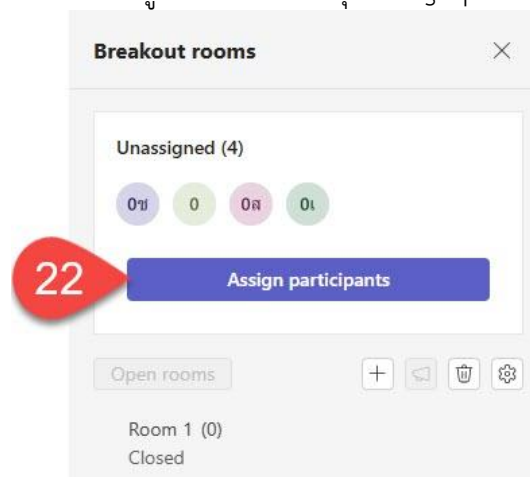 Breakout rooms
Unassigned (4)
0ช 0 0ส 0เ
22
Assign participants
Open rooms
Room 1 (0)
Closed